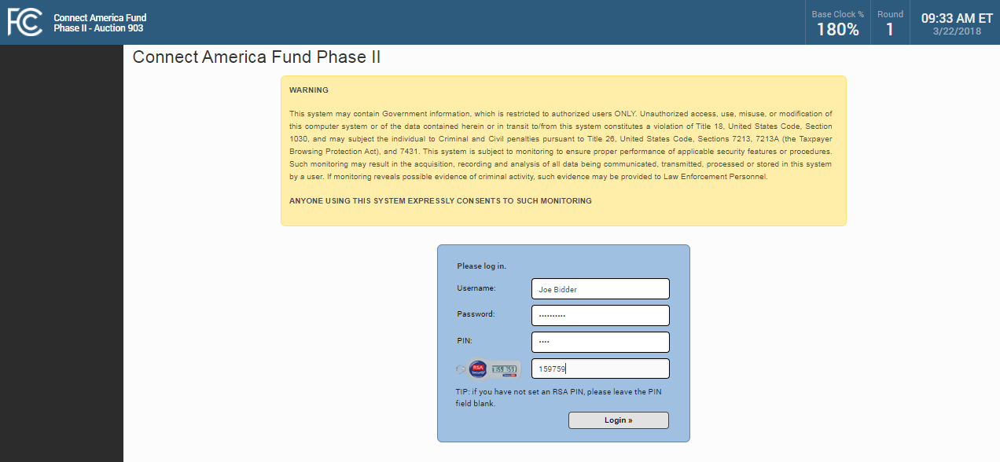 FCC
Connect America Fund
Phase II - Auction 903
Base Clock %
180%
Round
1
09:33 AM ET
3/22/2018
Connect America Fund Phase II
WARNING
This system may contain Government information, which is restricted to authorized users ONLY. Unauthorized access, use, misuse, or modification of
this computer system or of the data contained herein or in transit to/from this system constitutes a violation of Title 18, United States Code, Section
1030, and may subject the individual to Criminal and Civil penalties pursuant to Title 26, United States Code, Sections 7213, 7213A (the Taxpayer
Browsing Protection Act), and 7431. This system is subject to monitoring to ensure proper performance of applicable security features or procedures.
Such monitoring may result in the acquisition, recording and analysis of all data being communicated, transmitted, processed or stored in this system
by a user. If monitoring reveals possible evidence of criminal activity, such evidence may be provided to Law Enforcement Personnel.
ANYONE USING THIS SYSTEM EXPRESSLY CONSENTS TO SUCH MONITORING
Please log in.
Username:
Joe Bidder
Password:
••••••••••
PIN:
••••
RSA
159 759
159759
TIP: if you have not set an RSA PIN, please leave the PIN
field blank.
Login »